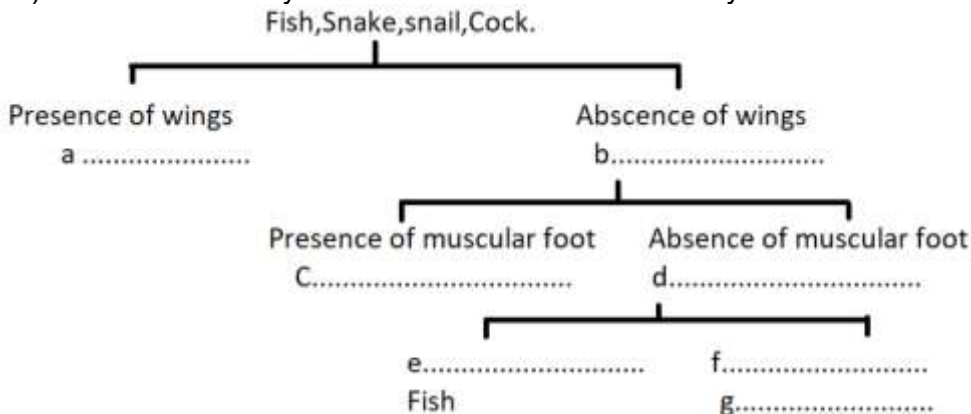 Fish,Snake,snail,Cock.
Presence of wings Abscence of wings
a ...................... b............................
Presence of muscular foot Absence of muscular foot
C.................................. d.................................
e............................. f...........................
Fish g..........................